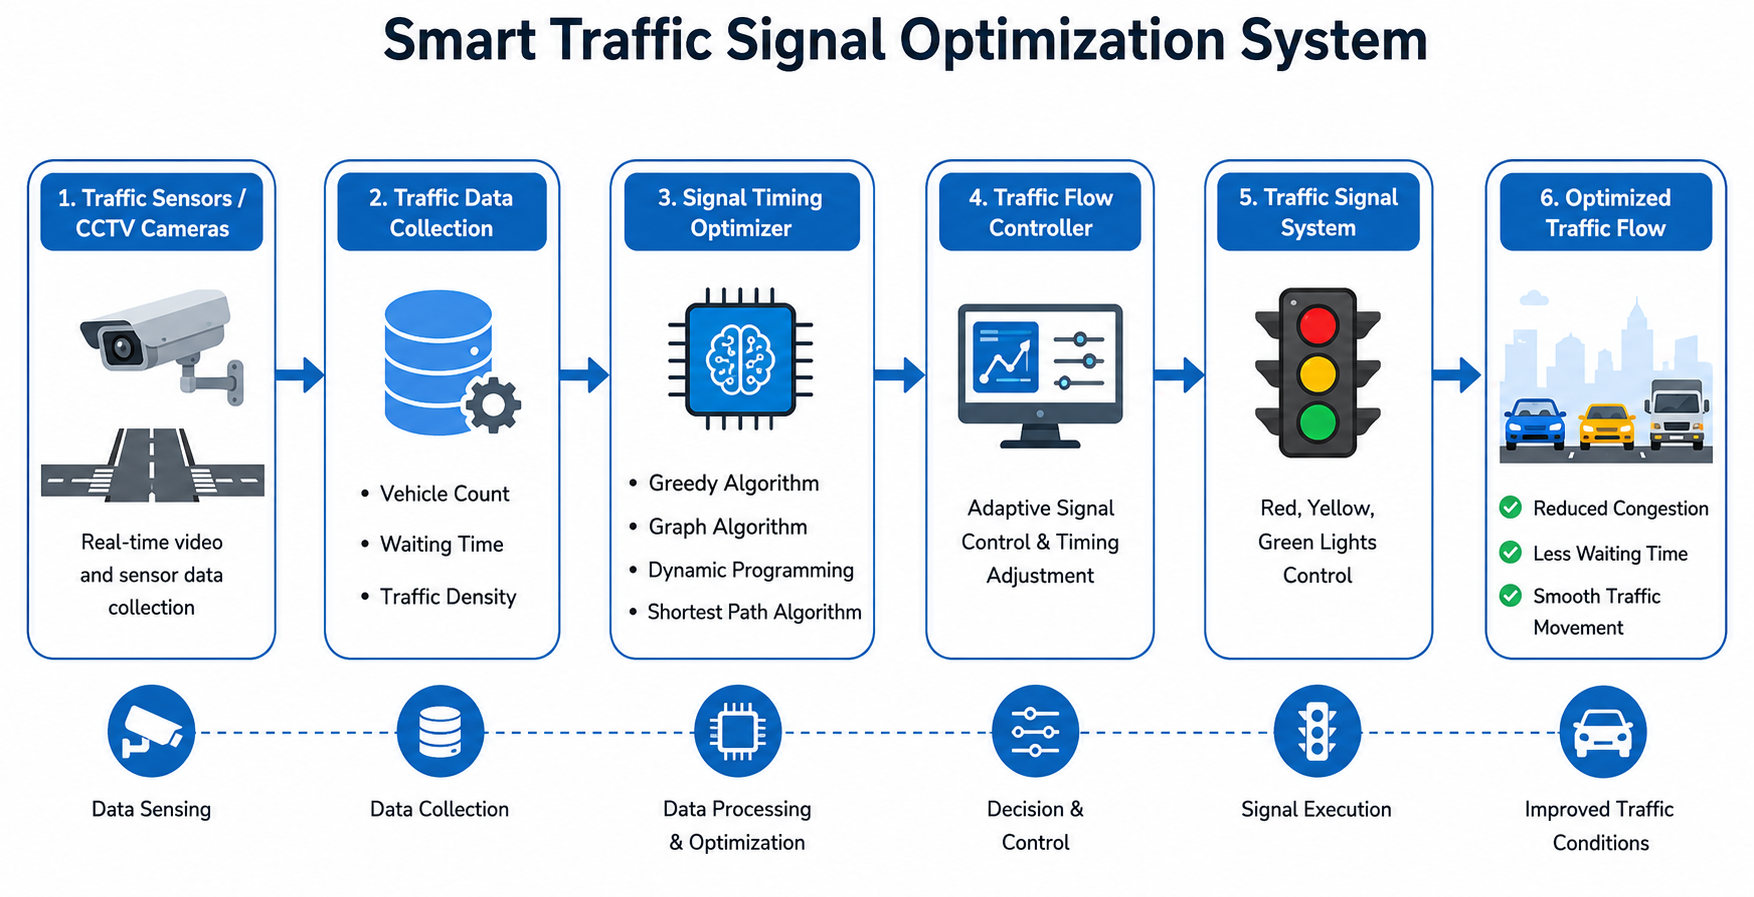 Smart Traffic Signal Optimization System
1. Traffic Sensors /
CCTV Cameras
Real-time video
and sensor data
collection
2. Traffic Data
Collection
• Vehicle Count
• Waiting Time
• Traffic Density
3. Signal Timing
Optimizer
• Greedy Algorithm
• Graph Algorithm
• Dynamic Programming
• Shortest Path Algorithm
4. Traffic Flow
Controller
Adaptive Signal
Control & Timing
Adjustment
5. Traffic Signal
System
Red, Yellow,
Green Lights
Control
6. Optimized
Traffic Flow
Reduced Congestion
Less Waiting Time
Smooth Traffic
Movement
Data Sensing
Data Collection
Data Processing
& Optimization
Decision &
Control
Signal Execution
Improved Traffic
Conditions